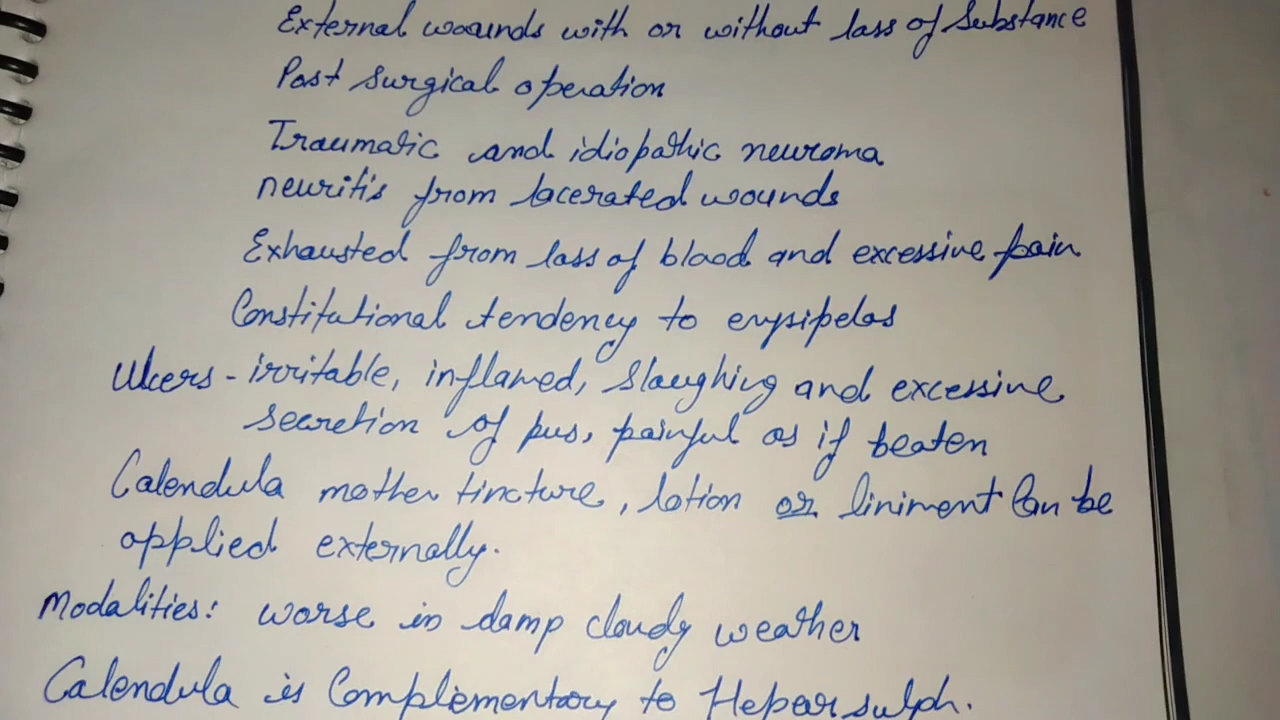 External wounds with or without loss of Substance
Post surgical operation
Traumatic and idiopathic neuroma
neuritis from lacerated wounds
Exhausted from loss of blood and excessive pain
Constitutional tendency to erysipelas
Ulcers - irritable, inflamed, Sloughing and excessive
secretion of pus, painful as if beaten
Calendula mother tincture, lotion or liniment Can be
applied externally.
Modalities: worse in damp cloudy weather
Calendula is Complementary to Hepar sulph.